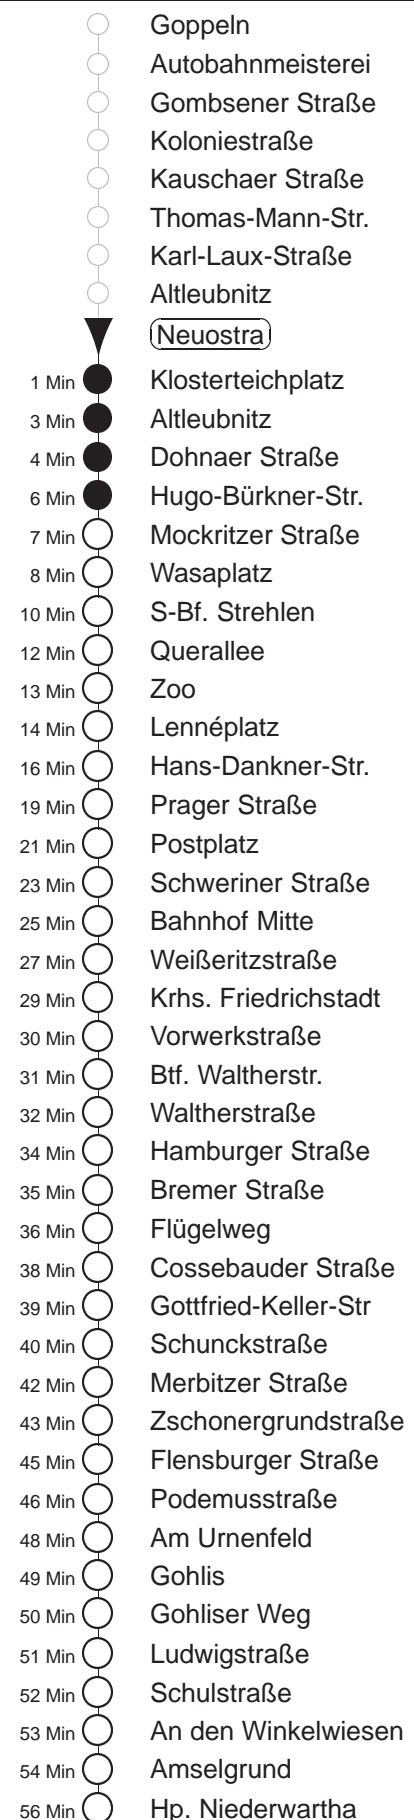 Goppeln
Autobahnmeisterei
Gombsener Straße
Koloniestraße
Kauschaer Straße
Thomas-Mann-Str.
Karl-Laux-Straße
Altleubnitz
Neuostra
1 Min Klosterteichplatz
3 Min Altleubnitz
4 Min Dohnaer Straße
6 Min Hugo-Bürkner-Str.
7 Min Mockritzer Straße
8 Min Wasaplatz
10 Min S-Bf. Strehlen
12 Min Querallee
13 Min Zoo
14 Min Lennéplatz
16 Min Hans-Dankner-Str.
19 Min Prager Straße
21 Min Postplatz
23 Min Schweriner Straße
25 Min Bahnhof Mitte
27 Min Weißeritzstraße
29 Min Krhs. Friedrichstadt
30 Min Vorwerkstraße
31 Min Btf. Waltherstr.
32 Min Waltherstraße
34 Min Hamburger Straße
35 Min Bremer Straße
36 Min Flügelweg
38 Min Cossebauder Straße
39 Min Gottfried-Keller-Str
40 Min Schunckstraße
42 Min Merbitzer Straße
43 Min Zschonergrundstraße
45 Min Flensburger Straße
46 Min Podemusstraße
48 Min Am Urnenfeld
49 Min Gohlis
50 Min Gohliser Weg
51 Min Ludwigstraße
52 Min Schulstraße
53 Min An den Winkelwiesen
54 Min Amselgrund
56 Min Hp. Niederwartha